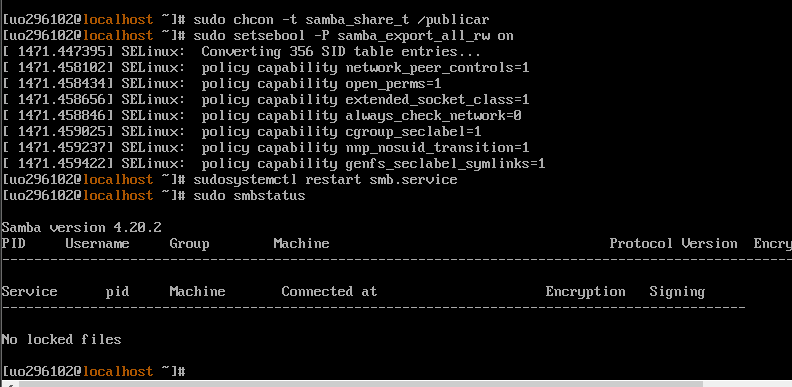 [uo296102@localhost ~]# sudo chcon -t samba_share_t /publicar
[uo296102@localhost ~]# sudo setsebool -P samba_export_all_rw on
[ 1471.447395] SELinux:  Converting 356 SID table entries...
[ 1471.458102] SELinux:  policy capability network_peer_controls=1
[ 1471.458434] SELinux:  policy capability open_perms=1
[ 1471.458656] SELinux:  policy capability extended_socket_class=1
[ 1471.458846] SELinux:  policy capability always_check_network=0
[ 1471.459025] SELinux:  policy capability cgroup_seclabel=1
[ 1471.459237] SELinux:  policy capability nnp_nosuid_transition=1
[ 1471.459422] SELinux:  policy capability genfs_seclabel_symlinks=1
[uo296102@localhost ~]# sudosystemctl restart smb.service
[uo296102@localhost ~]# sudo smbstatus
Samba version 4.20.2
PID     Username     Group        Machine                                   Protocol Version  Encry
----------------------------------------------------------------------------------------------------
Service      pid     Machine       Connected at                     Encryption   Signing
---------------------------------------------------------------------------------------------
No locked files
[uo296102@localhost ~]#